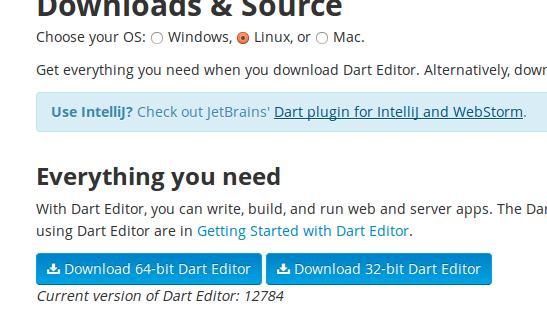 Downloads & Source
Choose your OS: Windows, Linux, or Mac.
Get everything you need when you download Dart Editor. Alternatively,
Use IntelliJ? Check out JetBrains' Dart plugin for IntelliJ and WebStorm.
Everything you need
With Dart Editor, you can write, build, and run web and server apps. The
using Dart Editor are in Getting Started with Dart Editor.
Download 64-bit Dart Editor Download 32-bit Dart Editor
Current version of Dart Editor: 12784